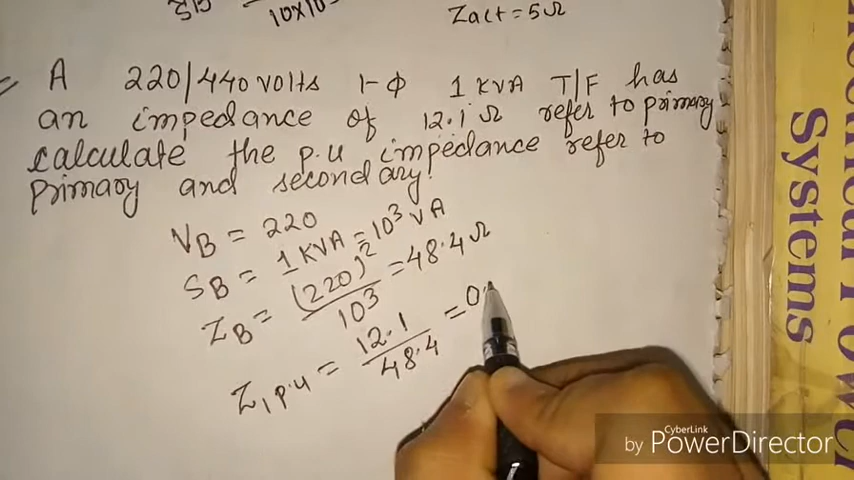 Zact = 5Ω
A 220/440 volts 1-Φ 1 KVA T/F has
an impedance of 12.1 Ω refer to primary
calculate the p.u impedance refer to
primary and secondary.
VB = 220
SB = 1 KVA = 10³ VA
ZB = (220)² / 10³ = 48.4 Ω
Z1 p.u = 12.1 / 48.4 = 0.
Systems
by CyberLink PowerDirector